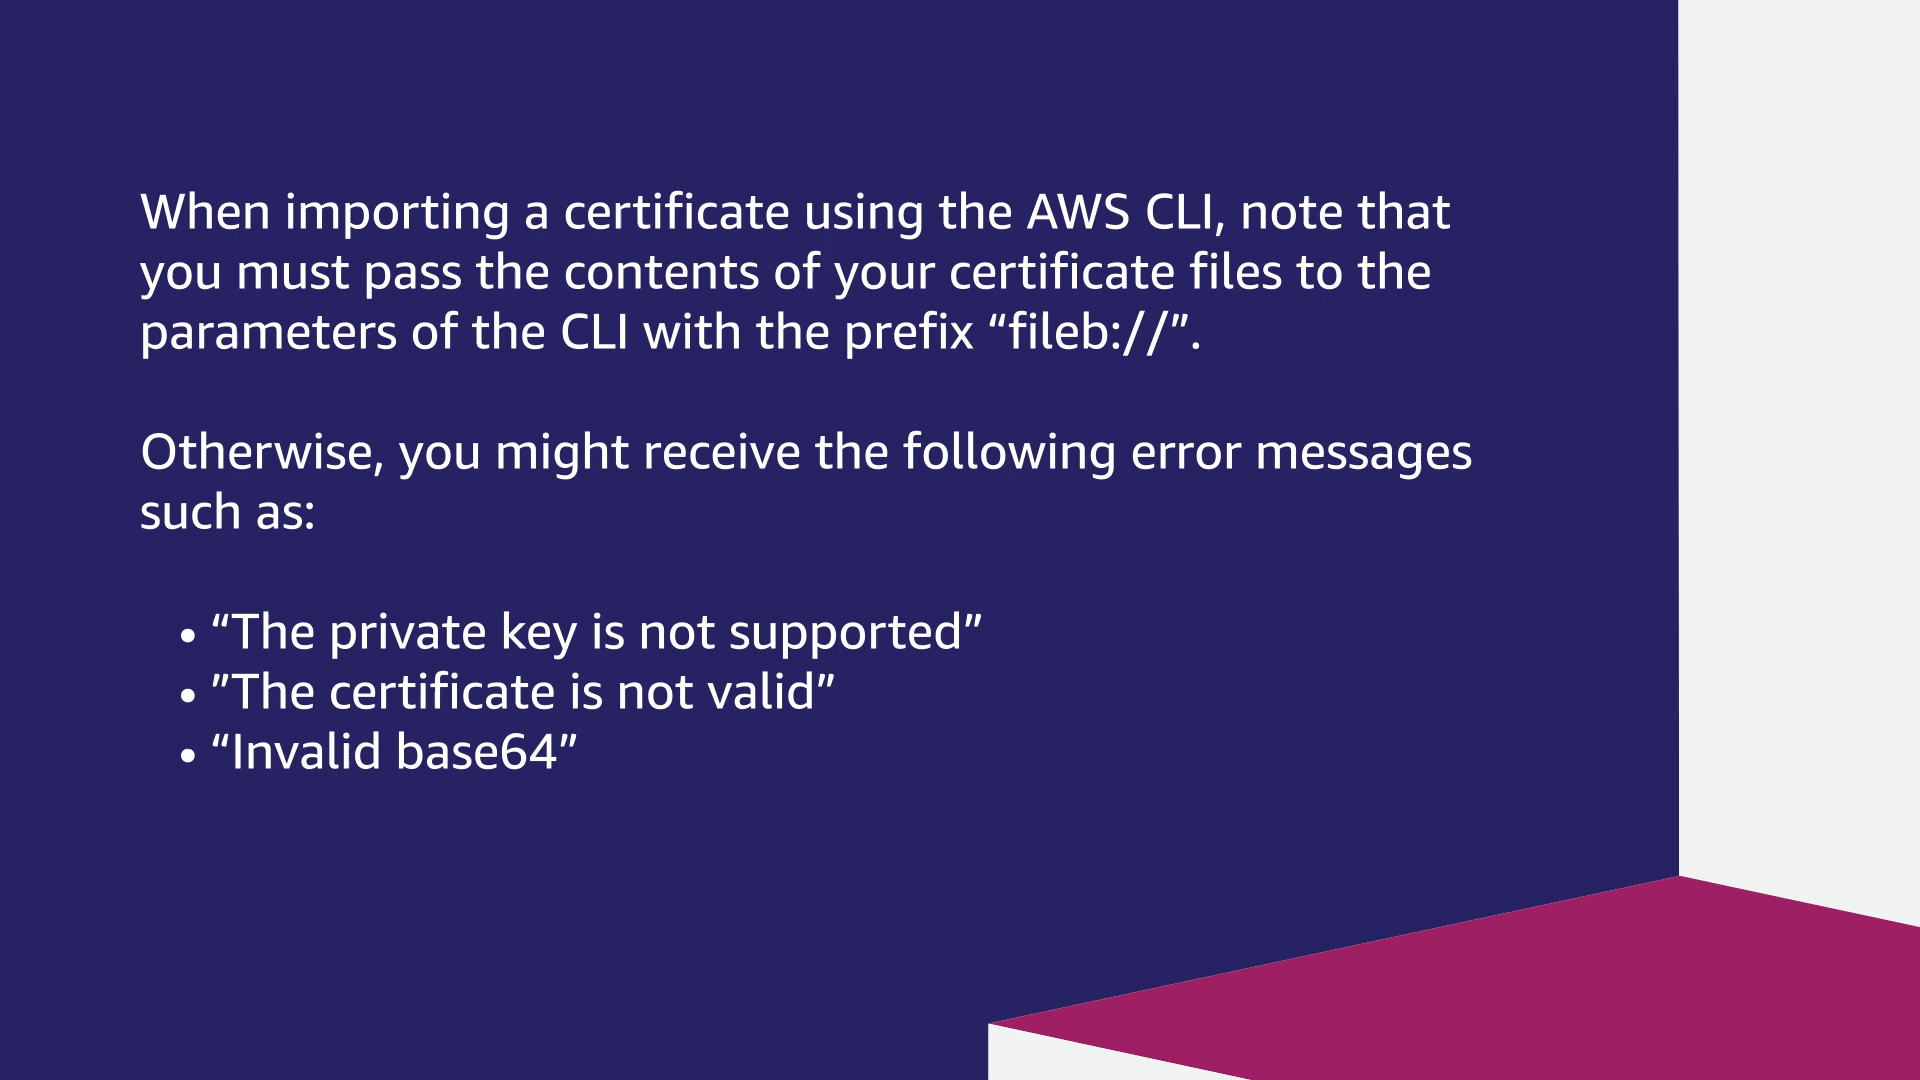 When importing a certificate using the AWS CLI, note that
you must pass the contents of your certificate files to the
parameters of the CLI with the prefix “fileb://”.
Otherwise, you might receive the following error messages
such as:
• “The private key is not supported”
• ”The certificate is not valid”
• “Invalid base64”